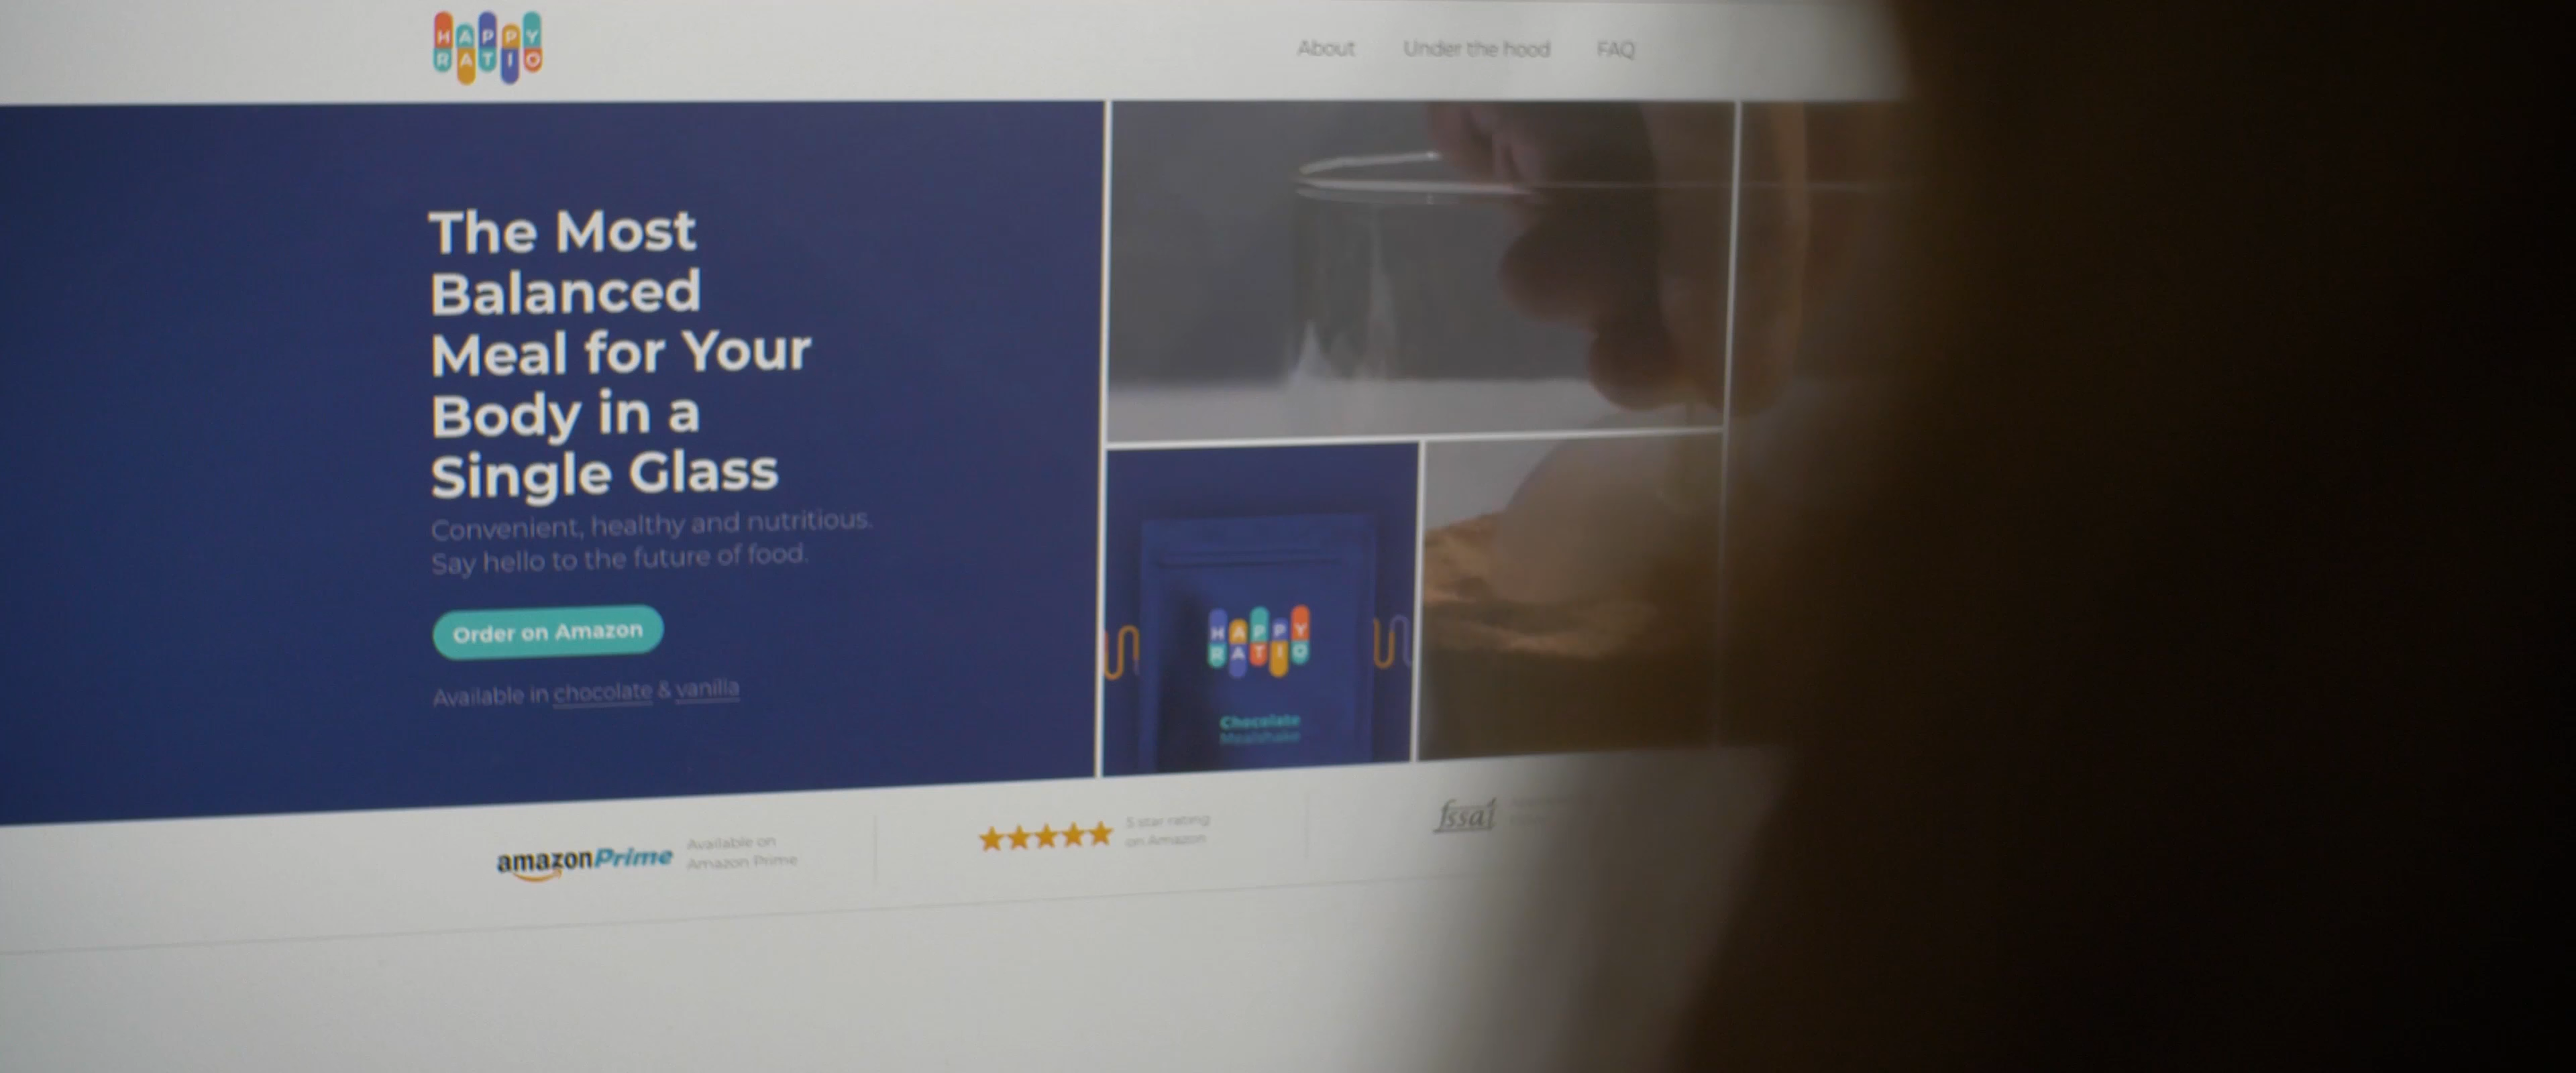 HAPPY
RATIO
About
Under the hood
FAQ
The Most
Balanced
Meal for Your
Body in a
Single Glass
Convenient, healthy and nutritious.
Say hello to the future of food.
Order on Amazon
Available in chocolate & vanilla
HAPPY
RATIO
Chocolate
Mealshake
amazonPrime
Available on
Amazon Prime
5 star rating
on Amazon
fssai